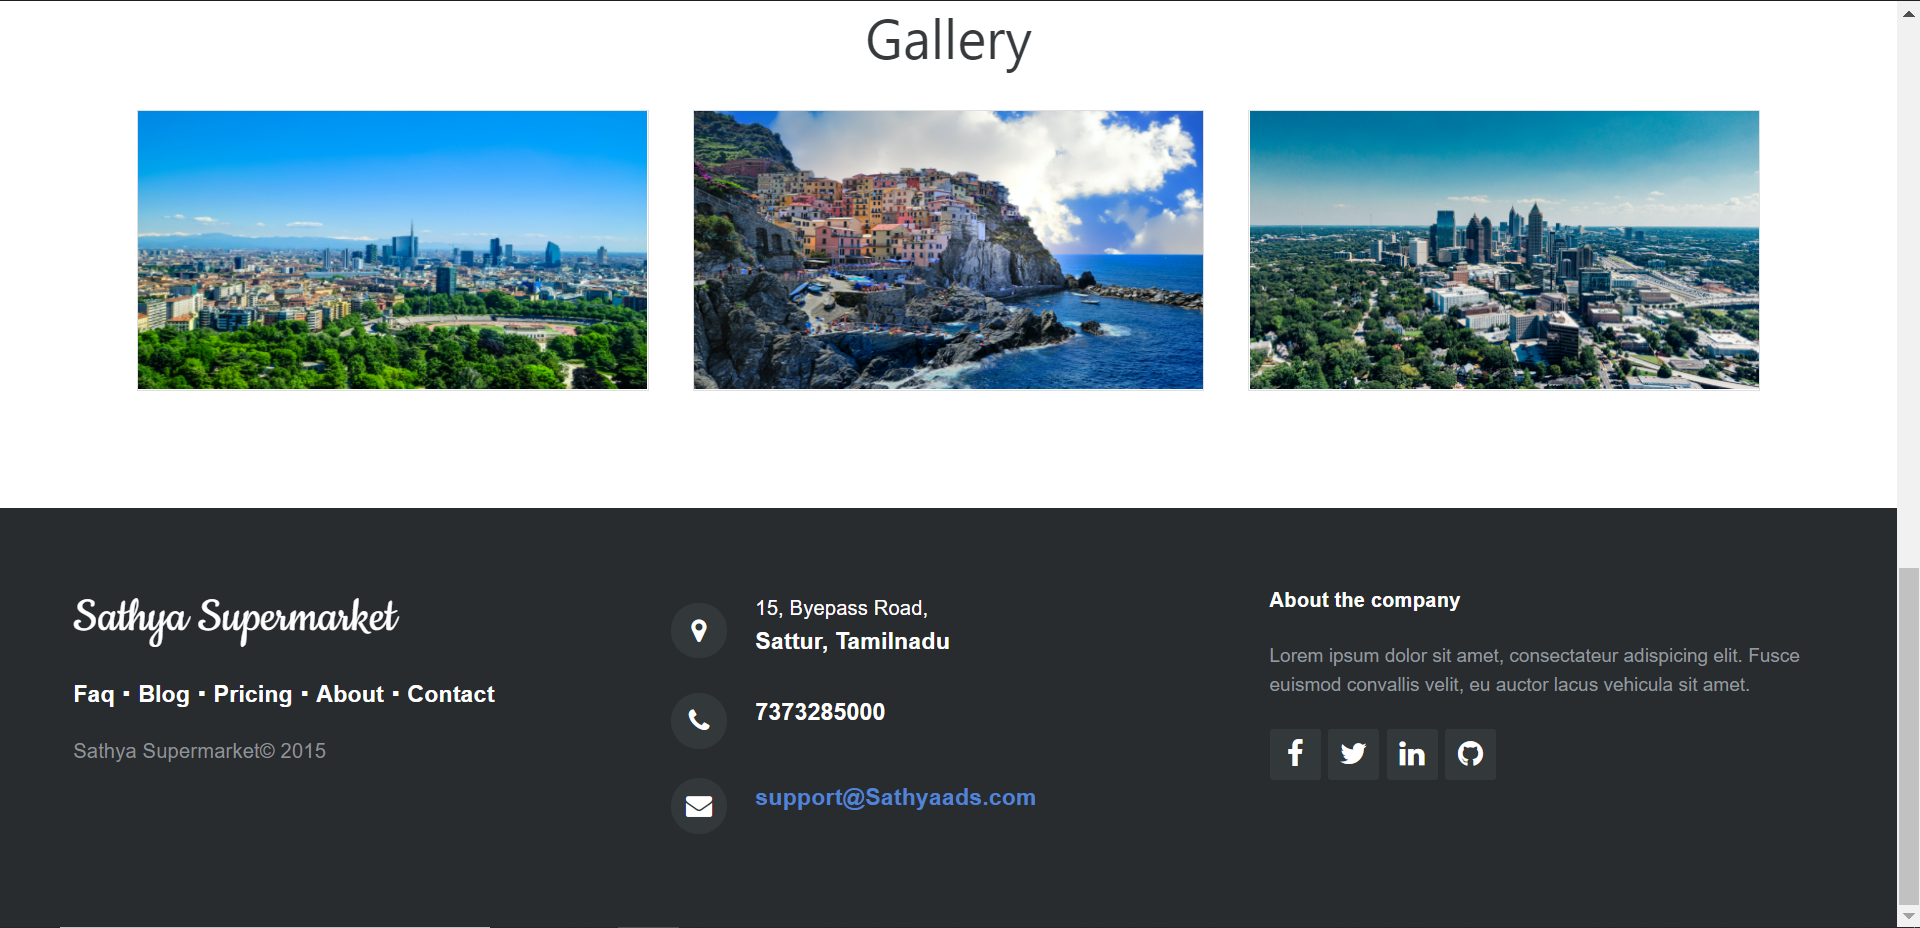 Gallery
Sathya Supermarket
Faq · Blog · Pricing · About · Contact
Sathya Supermarket© 2015
15, Byepass Road,
Sattur, Tamilnadu
7373285000
support@Sathyaads.com
About the company
Lorem ipsum dolor sit amet, consectateur adispicing elit. Fusce
euismod convallis velit, eu auctor lacus vehicula sit amet.